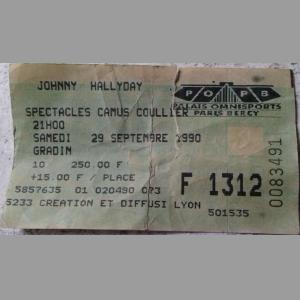 JOHNNY HALLYDAY
POPB
PALAIS OMNISPORTS
PARIS BERCY
SPECTACLES CAMUS COULLIER
21H00
SAMEDI 29 SEPTEMBRE 1990
GRADIN
10 250.00 F
+15.00 F / PLACE
F 1312
0083491
5857635 01 020490 073
5233 CREATION ET DIFFUSI LYON
501535